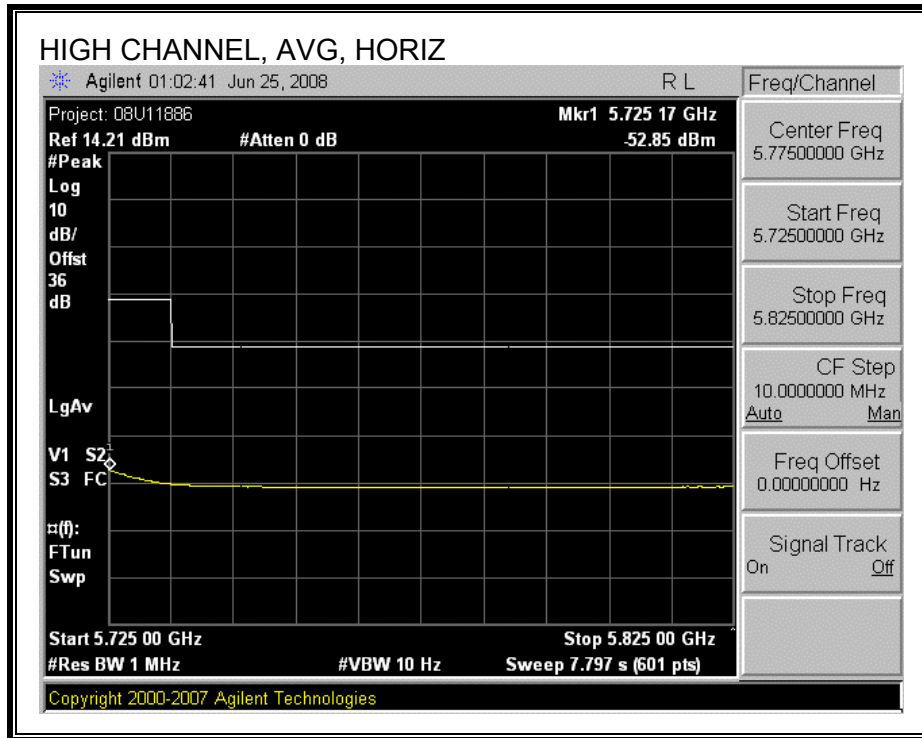 HIGH CHANNEL, AVG, HORIZ
Agilent 01:02:41 Jun 25, 2008 R L
Freq/Channel
Project: 08U11886 Mkr1 5.725 17 GHz
Ref 14.21 dBm #Atten 0 dB -52.85 dBm
#Peak
Log
10
dB/
Offst
36
dB
LgAv
1
V1 S2
S3 FC
¤(f):
FTun
Swp
Start 5.725 00 GHz Stop 5.825 00 GHz
#Res BW 1 MHz #VBW 10 Hz Sweep 7.797 s (601 pts)
Center Freq
5.77500000 GHz
Start Freq
5.72500000 GHz
Stop Freq
5.82500000 GHz
CF Step
10.0000000 MHz
Auto Man
Freq Offset
0.00000000 Hz
Signal Track
On Off
Copyright 2000-2007 Agilent Technologies